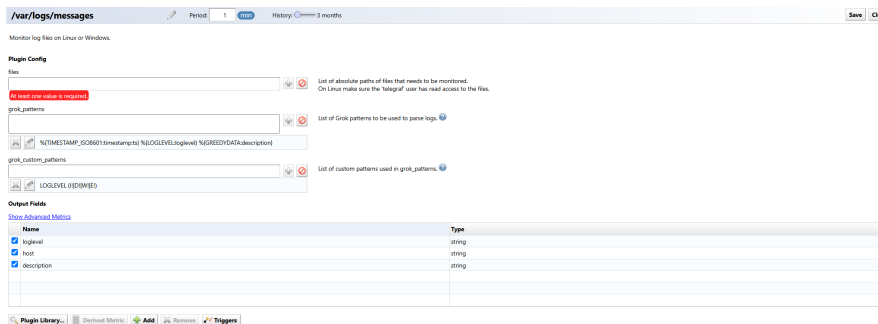 /var/logs/messages Period: 1 min History: 3 months Save
Monitor log files on Linux or Windows.
Plugin Config
files
List of absolute paths of files that needs to be monitored.
On Linux make sure the 'telegraf' user has read access to the files.
At least one value is required.
grok_patterns
List of Grok patterns to be used to parse logs.
%{TIMESTAMP_ISO8601:timestamp:ts} %{LOGLEVEL:loglevel} %{GREEDYDATA:description}
grok_custom_patterns
List of custom patterns used in grok_patterns.
LOGLEVEL (I!|D!|W!|E!)
Output Fields
Show Advanced Metrics
Name Type
loglevel string
host string
description string
Plugin Library... Derived Metric Add Remove Triggers